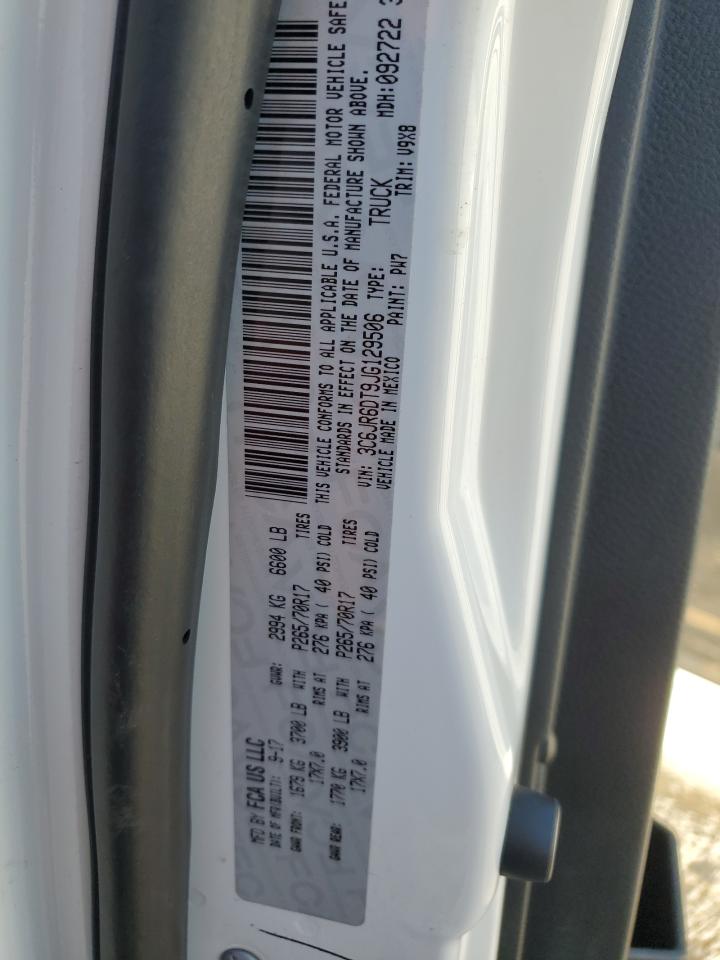 MFD BY FCA US LLC
DATE OF MFR(BUILT): 9-17 GVWR: 2994 KG 6600 LB
GAWR FRONT: 1679 KG 3700 LB WITH P265/70R17 TIRES
17X7.0 RIMS AT 276 KPA ( 40 PSI) COLD
GAWR REAR: 1770 KG 3900 LB WITH P265/70R17 TIRES
17X7.0 RIMS AT 276 KPA ( 40 PSI) COLD
THIS VEHICLE CONFORMS TO ALL APPLICABLE U.S.A. FEDERAL MOTOR VEHICLE SAFE
STANDARDS IN EFFECT ON THE DATE OF MANUFACTURE SHOWN ABOVE.
VIN: 3C6JR6DT9JG129506 TYPE: TRUCK MDH:092722 3
VEHICLE MADE IN MEXICO PAINT: PW7 TRIM: V9X8